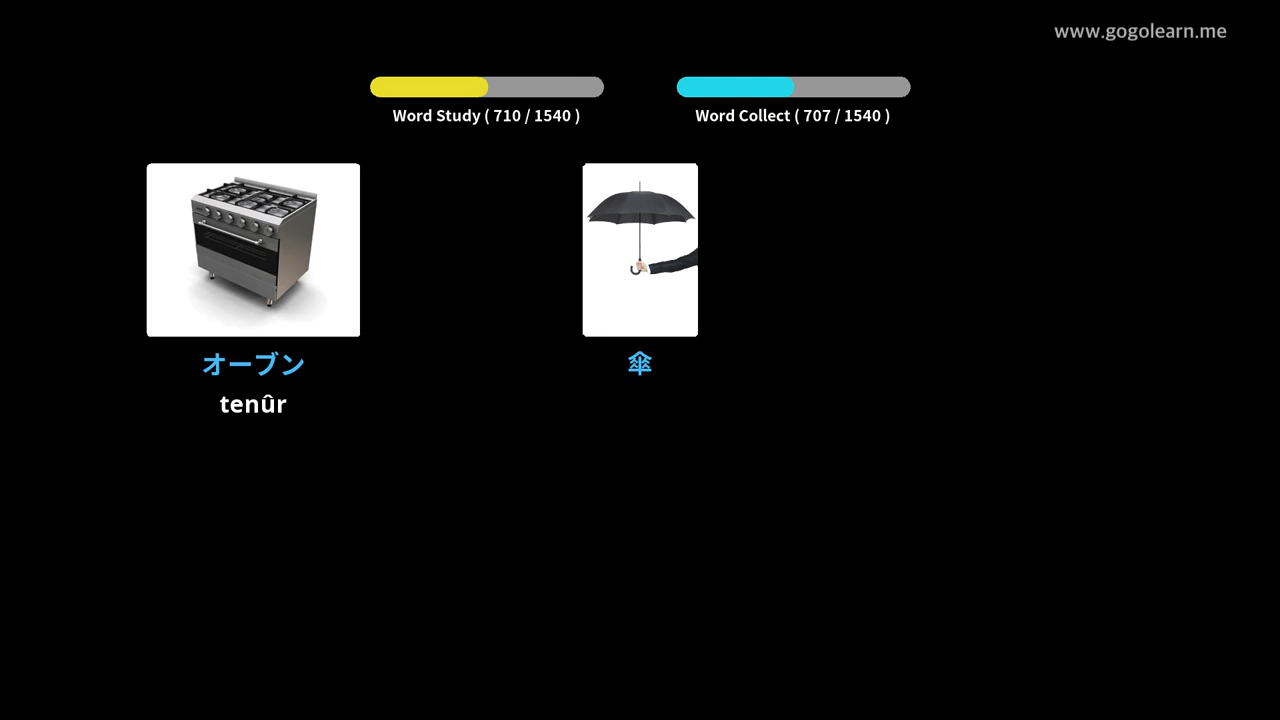 www.gogolearn.me
Word Study ( 710 / 1540 )
Word Collect ( 707 / 1540 )
オーブン
tenûr
傘